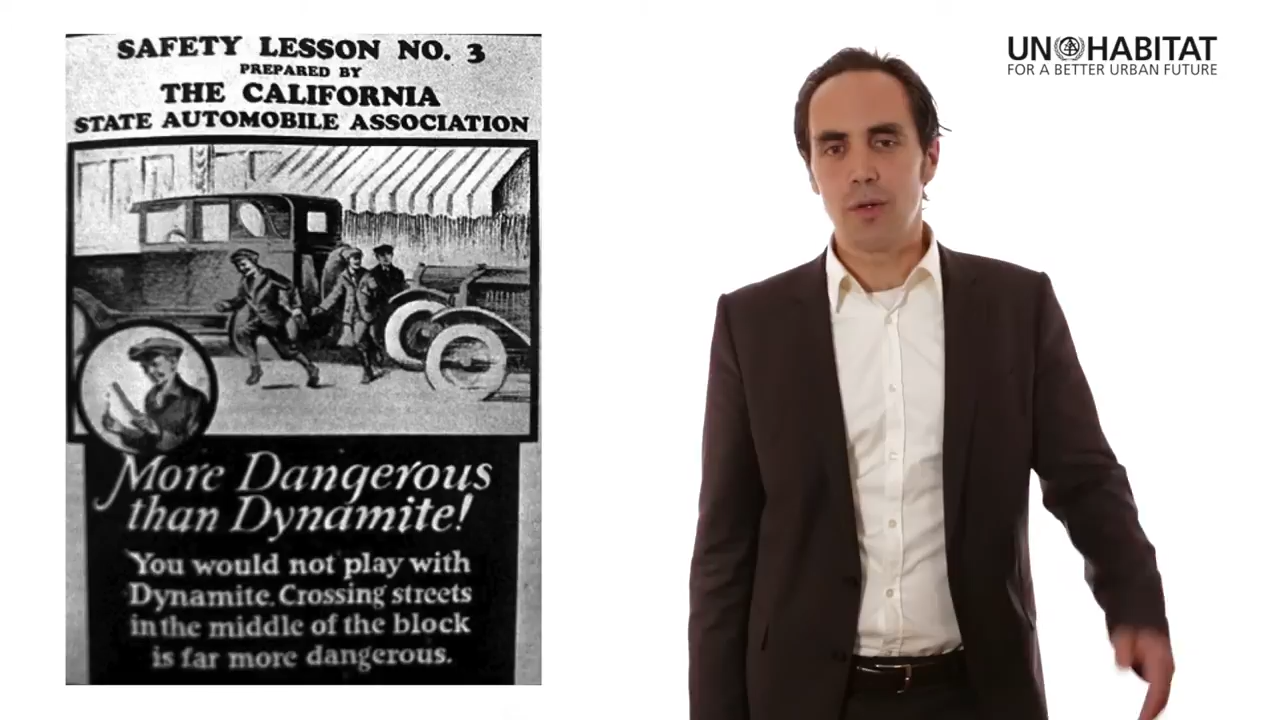 SAFETY LESSON NO. 3
PREPARED BY
THE CALIFORNIA
STATE AUTOMOBILE ASSOCIATION
More Dangerous
than Dynamite!
You would not play with
Dynamite. Crossing streets
in the middle of the block
is far more dangerous.
UN HABITAT
FOR A BETTER URBAN FUTURE